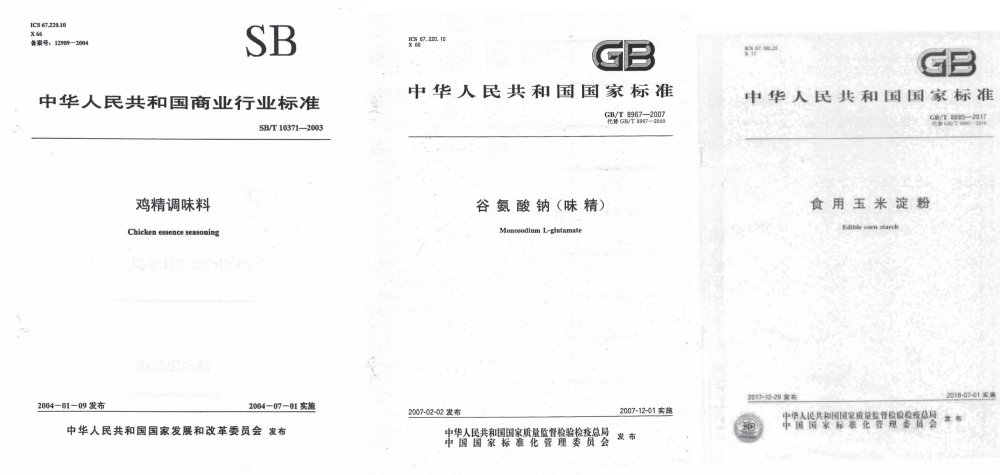 ICS 67.220.10
X 66
备案号：12909—2004
SB
中华人民共和国商业行业标准
SB/T 10371—2003
鸡精调味料
Chicken essence seasoning
2004-01-09 发布
2004-07-01 实施
中华人民共和国国家发展和改革委员会 发布
ICS 67.220.10
X 66
GB
中华人民共和国国家标准
GB/T 8967—2007
代替 GB/T 8967—2000
谷氨酸钠（味精）
Monosodium L-glutamate
2007-02-02 发布
2007-12-01 实施
中华人民共和国国家质量监督检验检疫总局
中国国家标准化管理委员会
发布
GB
中华人民共和国国家标准
GB/T 8885—2017
食用玉米淀粉
Edible corn starch
2017-12-29 发布
2018-07-01 实施
中华人民共和国国家质量监督检验检疫总局
中国国家标准化管理委员会
发布